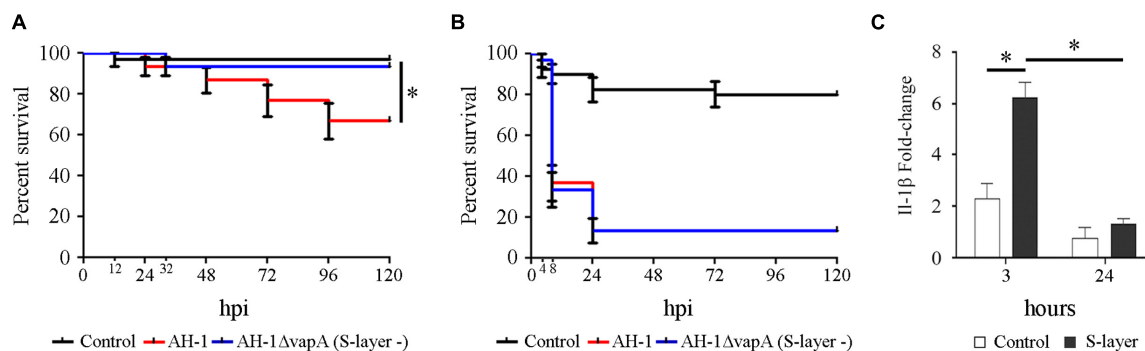 A
Percent survival
100
80
60
40
20
0
*
0 12 24 32 48 72 96 120
hpi
Control AH-1 AH-1ΔvapA (S-layer -)
B
Percent survival
100
80
60
40
20
0
0 4 8 24 48 72 96 120
hpi
Control AH-1 AH-1ΔvapA (S-layer -)
C
Il-1β Fold-change
8
6
4
2
0
* *
3 24
hours
Control S-layer